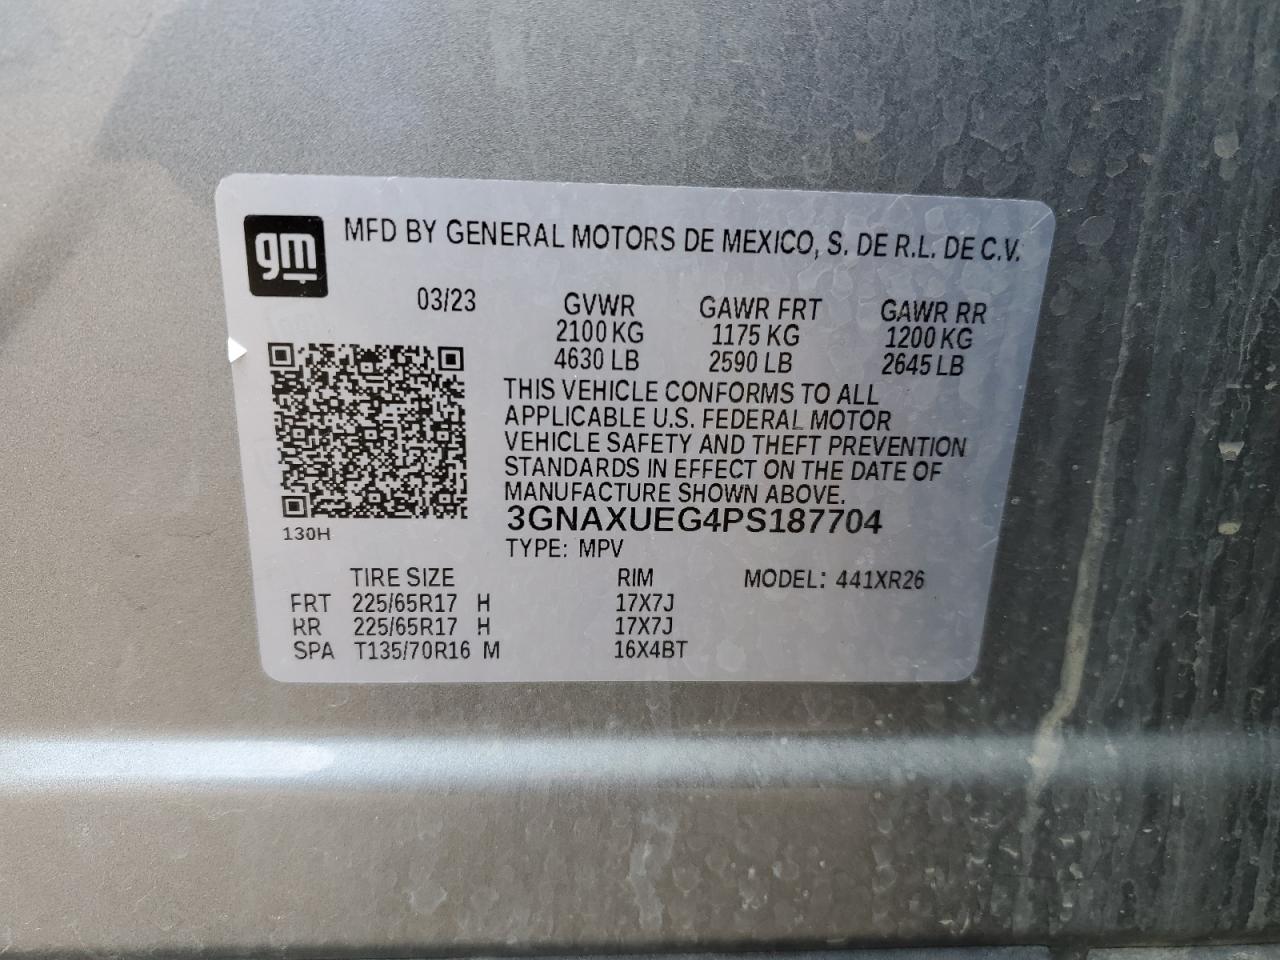 gm
MFD BY GENERAL MOTORS DE MEXICO, S. DE R.L. DE C.V.
03/23 GVWR GAWR FRT GAWR RR
2100 KG 1175 KG 1200 KG
4630 LB 2590 LB 2645 LB
THIS VEHICLE CONFORMS TO ALL
APPLICABLE U.S. FEDERAL MOTOR
VEHICLE SAFETY AND THEFT PREVENTION
STANDARDS IN EFFECT ON THE DATE OF
MANUFACTURE SHOWN ABOVE.
3GNAXUEG4PS187704
130H
TYPE: MPV
TIRE SIZE RIM MODEL: 441XR26
FRT 225/65R17 H 17X7J
RR 225/65R17 H 17X7J
SPA T135/70R16 M 16X4BT